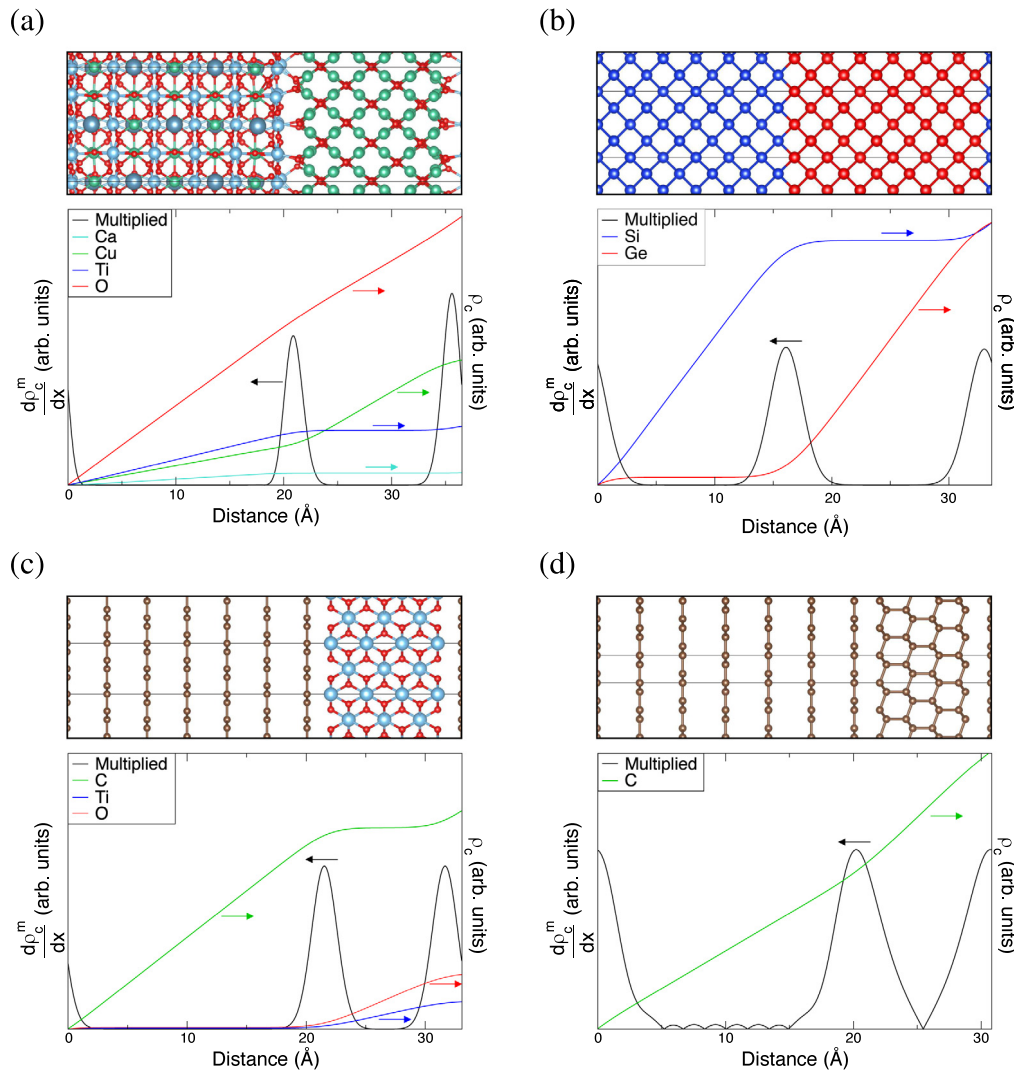 (a)
Multiplied
Ca
Cu
Ti
O
dρcᵐ/dx (arb. units)
ρc (arb. units)
0 10 20 30
Distance (Å)
(b)
Multiplied
Si
Ge
dρcᵐ/dx (arb. units)
ρc (arb. units)
0 10 20 30
Distance (Å)
(c)
Multiplied
C
Ti
O
dρcᵐ/dx (arb. units)
ρc (arb. units)
0 10 20 30
Distance (Å)
(d)
Multiplied
C
dρcᵐ/dx (arb. units)
ρc (arb. units)
0 10 20 30
Distance (Å)